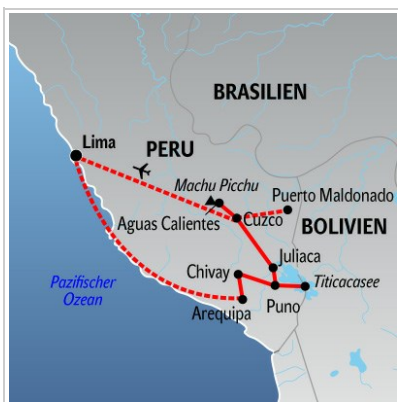 BRASILIEN
Lima
PERU
Machu Picchu
Puerto Maldonado
Aguas Calientes
Cuzco
BOLIVIEN
Juliaca
Chivay
Titicacasee
Pazifischer
Ozean
Puno
Arequipa